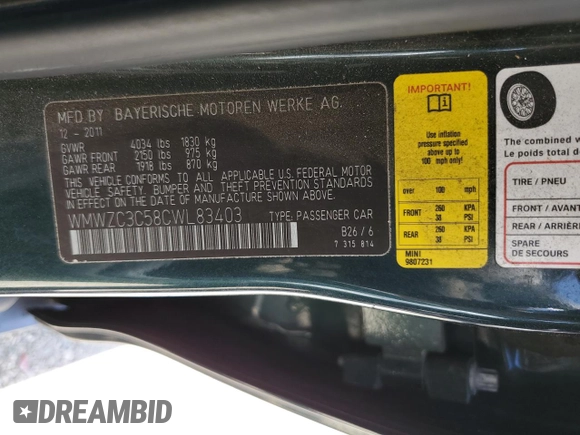 MFD.BY BAYERISCHE MOTOREN WERKE AG.
12 - 2011
GVWR 4034 lbs 1830 kg
GAWR FRONT 2150 lbs 975 kg
GAWR REAR 1918 lbs 870 kg
THIS VEHICLE CONFORMS TO ALL APPLICABLE U.S. FEDERAL MOTOR
VEHICLE SAFETY, BUMPER AND THEFT PREVENTION STANDARDS
IN EFFECT ON THE DATE OF MANUFACTURE SHOWN ABOVE.
WMWZC3C58CWL83403 TYPE: PASSENGER CAR
B26 / 6
7 315 814
IMPORTANT!
Use inflation
pressure specified
above up to
100 mph only!
over 100 mph
FRONT 260 KPA
38 PSI
REAR 260 KPA
38 PSI
MINI
9807231
The combined w
Le poids total de
TIRE / PNEU
FRONT / AVANT
REAR / ARRIÈRE
SPARE
DE SECOURS
DREAMBID